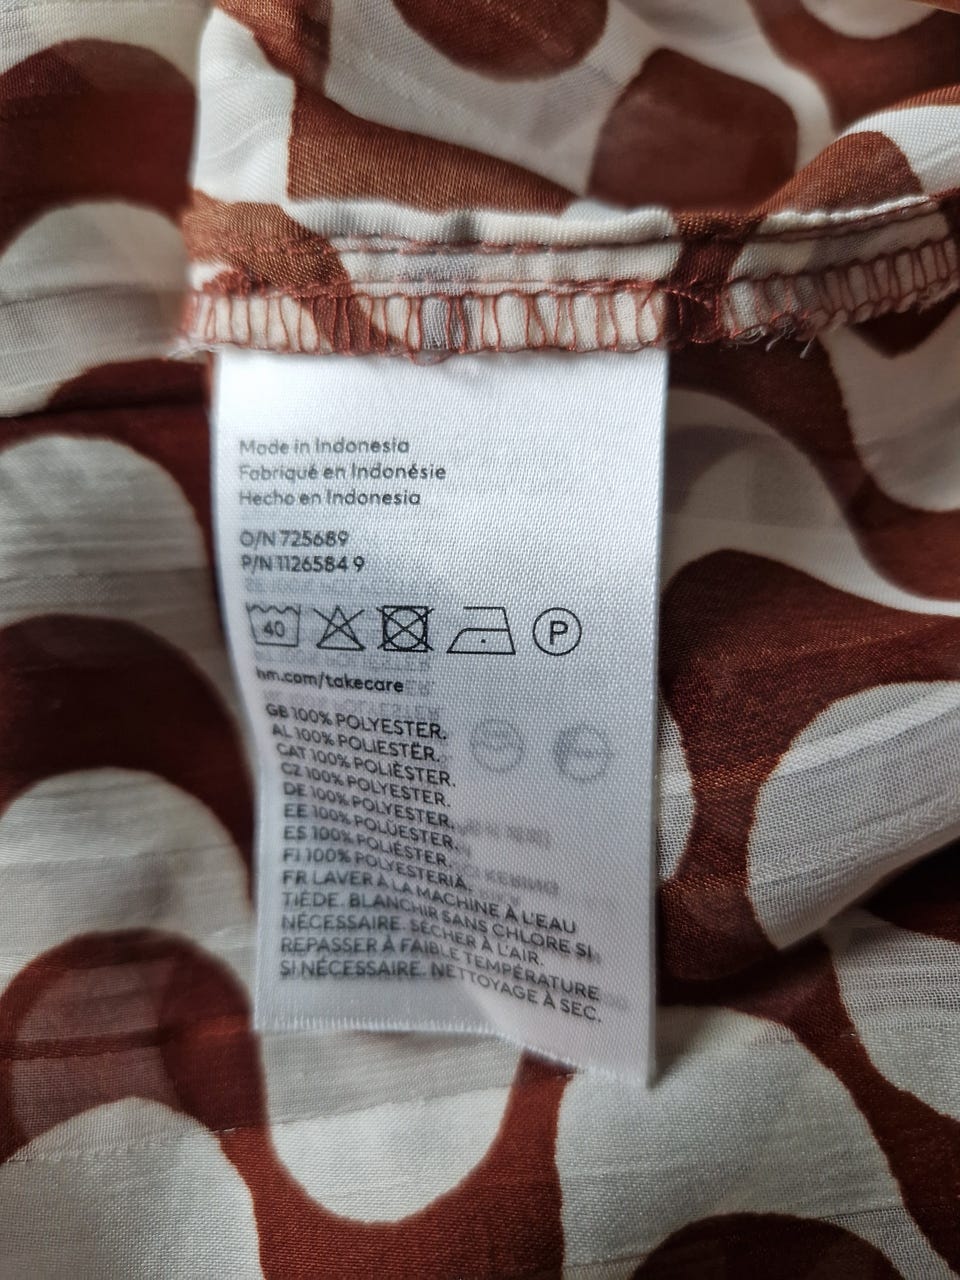 Made in Indonesia
Fabriqué en Indonésie
Hecho en Indonesia
O/N 725689
P/N 1126584 9
40
P
hm.com/takecare
GB 100% POLYESTER.
AL 100% POLIESTËR.
CAT 100% POLIÈSTER.
CZ 100% POLYESTER.
DE 100% POLYESTER.
EE 100% POLÜESTER.
ES 100% POLIÉSTER.
FI 100% POLYESTERIÄ.
FR LAVER À LA MACHINE À L'EAU
TIÈDE. BLANCHIR SANS CHLORE SI
NÉCESSAIRE. SÉCHER À L'AIR.
REPASSER À FAIBLE TEMPÉRATURE
SI NÉCESSAIRE. NETTOYAGE À SEC.